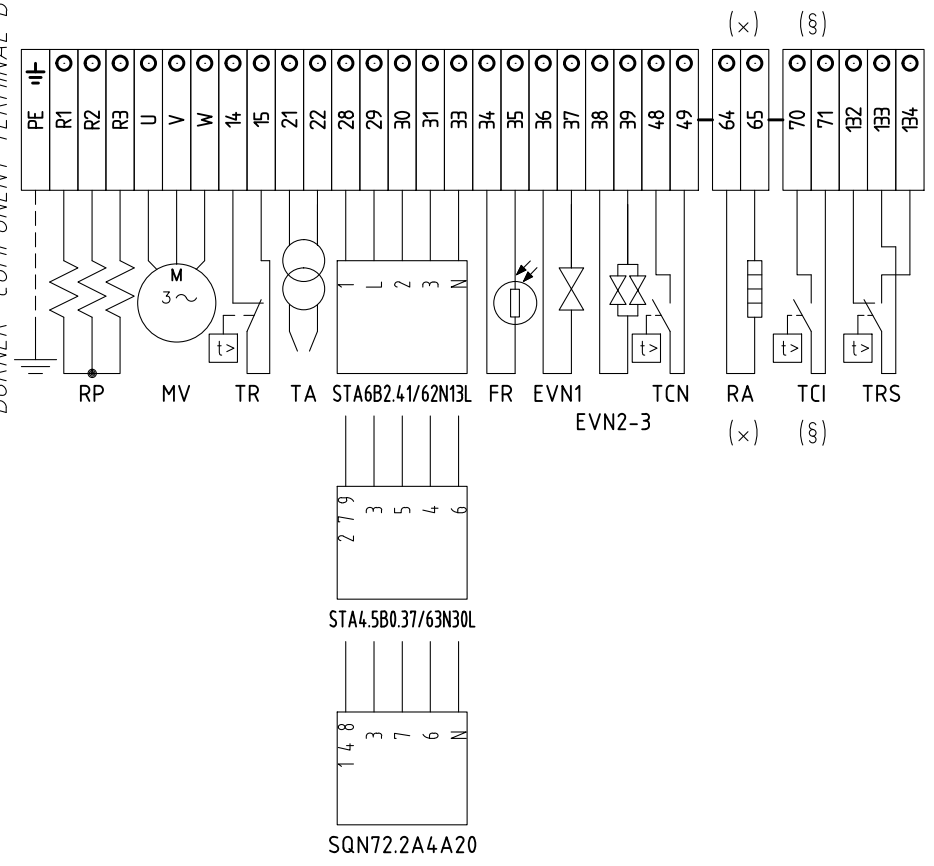 (×) (§)
PE R1 R2 R3 U V W 14 15 21 22 28 29 30 31 33 34 35 36 37 38 39 48 49 64 65 70 71 132 133 134
M
3~
1 L 2 3 N
t> t> t> t>
RP MV TR TA STA6B2.41/62N13L FR EVN1 TCN RA TCI TRS
EVN2-3
(×) (§)
2 7 9 3 5 4 6
STA4.5B0.37/63N30L
1 4 8 3 7 6 N
SQN72.2A4A20